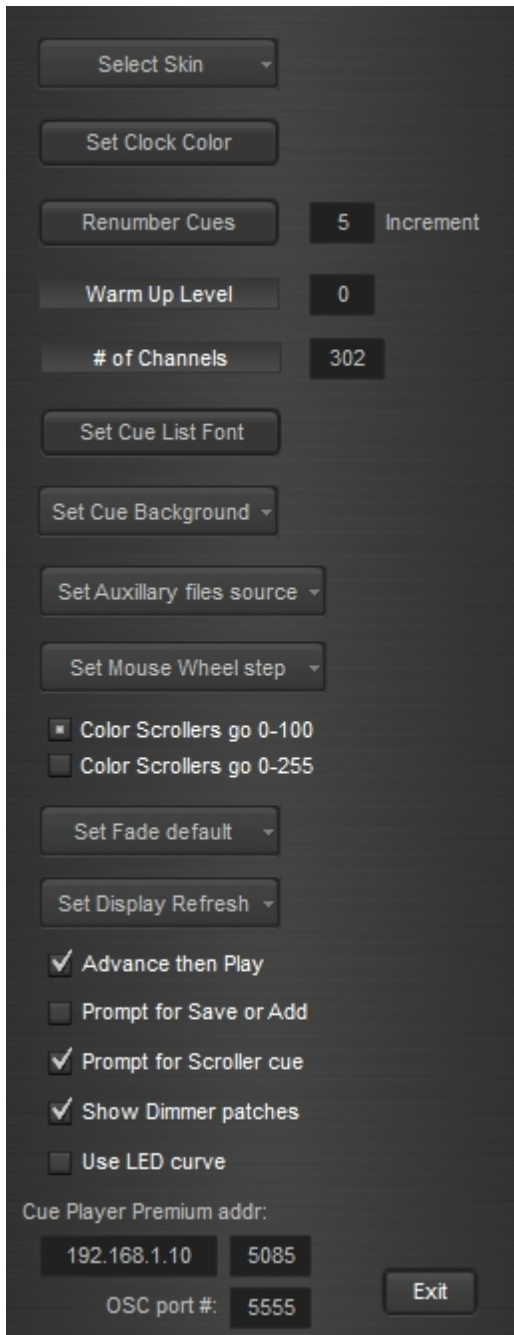 Select Skin
Set Clock Color
Renumber Cues 5 Increment
Warm Up Level 0
# of Channels 302
Set Cue List Font
Set Cue Background
Set Auxillary files source
Set Mouse Wheel step
Color Scrollers go 0-100
Color Scrollers go 0-255
Set Fade default
Set Display Refresh
Advance then Play
Prompt for Save or Add
Prompt for Scroller cue
Show Dimmer patches
Use LED curve
Cue Player Premium addr:
192.168.1.10 5085
OSC port #: 5555
Exit